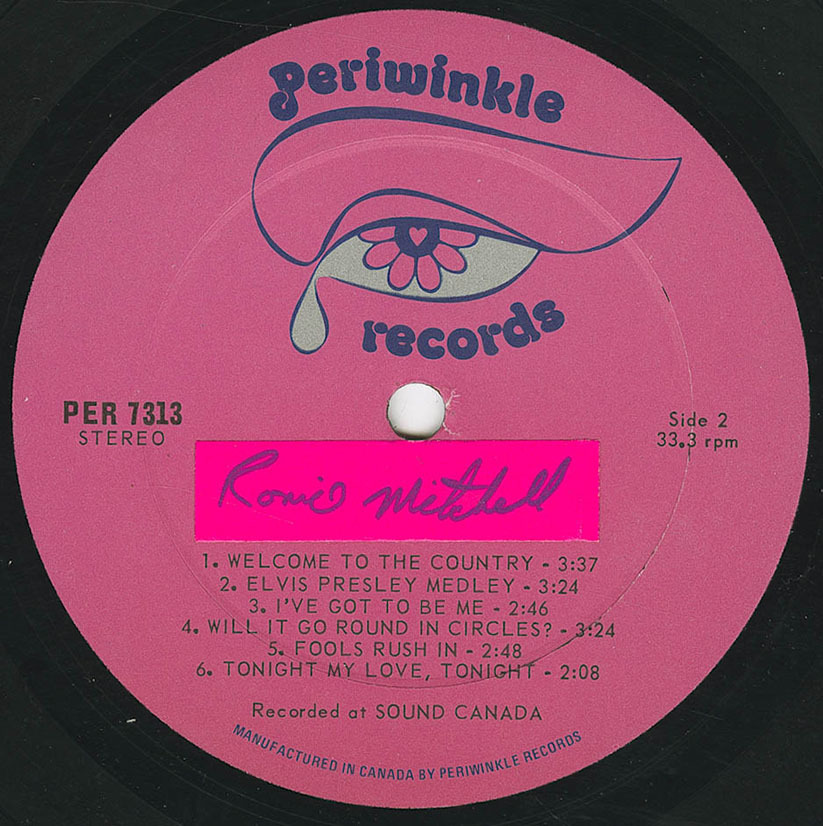 periwinkle
records
PER 7313
STEREO
Side 2
33.3 rpm
Ronie Mitchell
1. WELCOME TO THE COUNTRY - 3:37
2. ELVIS PRESLEY MEDLEY - 3:24
3. I'VE GOT TO BE ME - 2:46
4. WILL IT GO ROUND IN CIRCLES? - 3:24
5. FOOLS RUSH IN - 2:48
6. TONIGHT MY LOVE, TONIGHT - 2:08
Recorded at SOUND CANADA
MANUFACTURED IN CANADA BY PERIWINKLE RECORDS